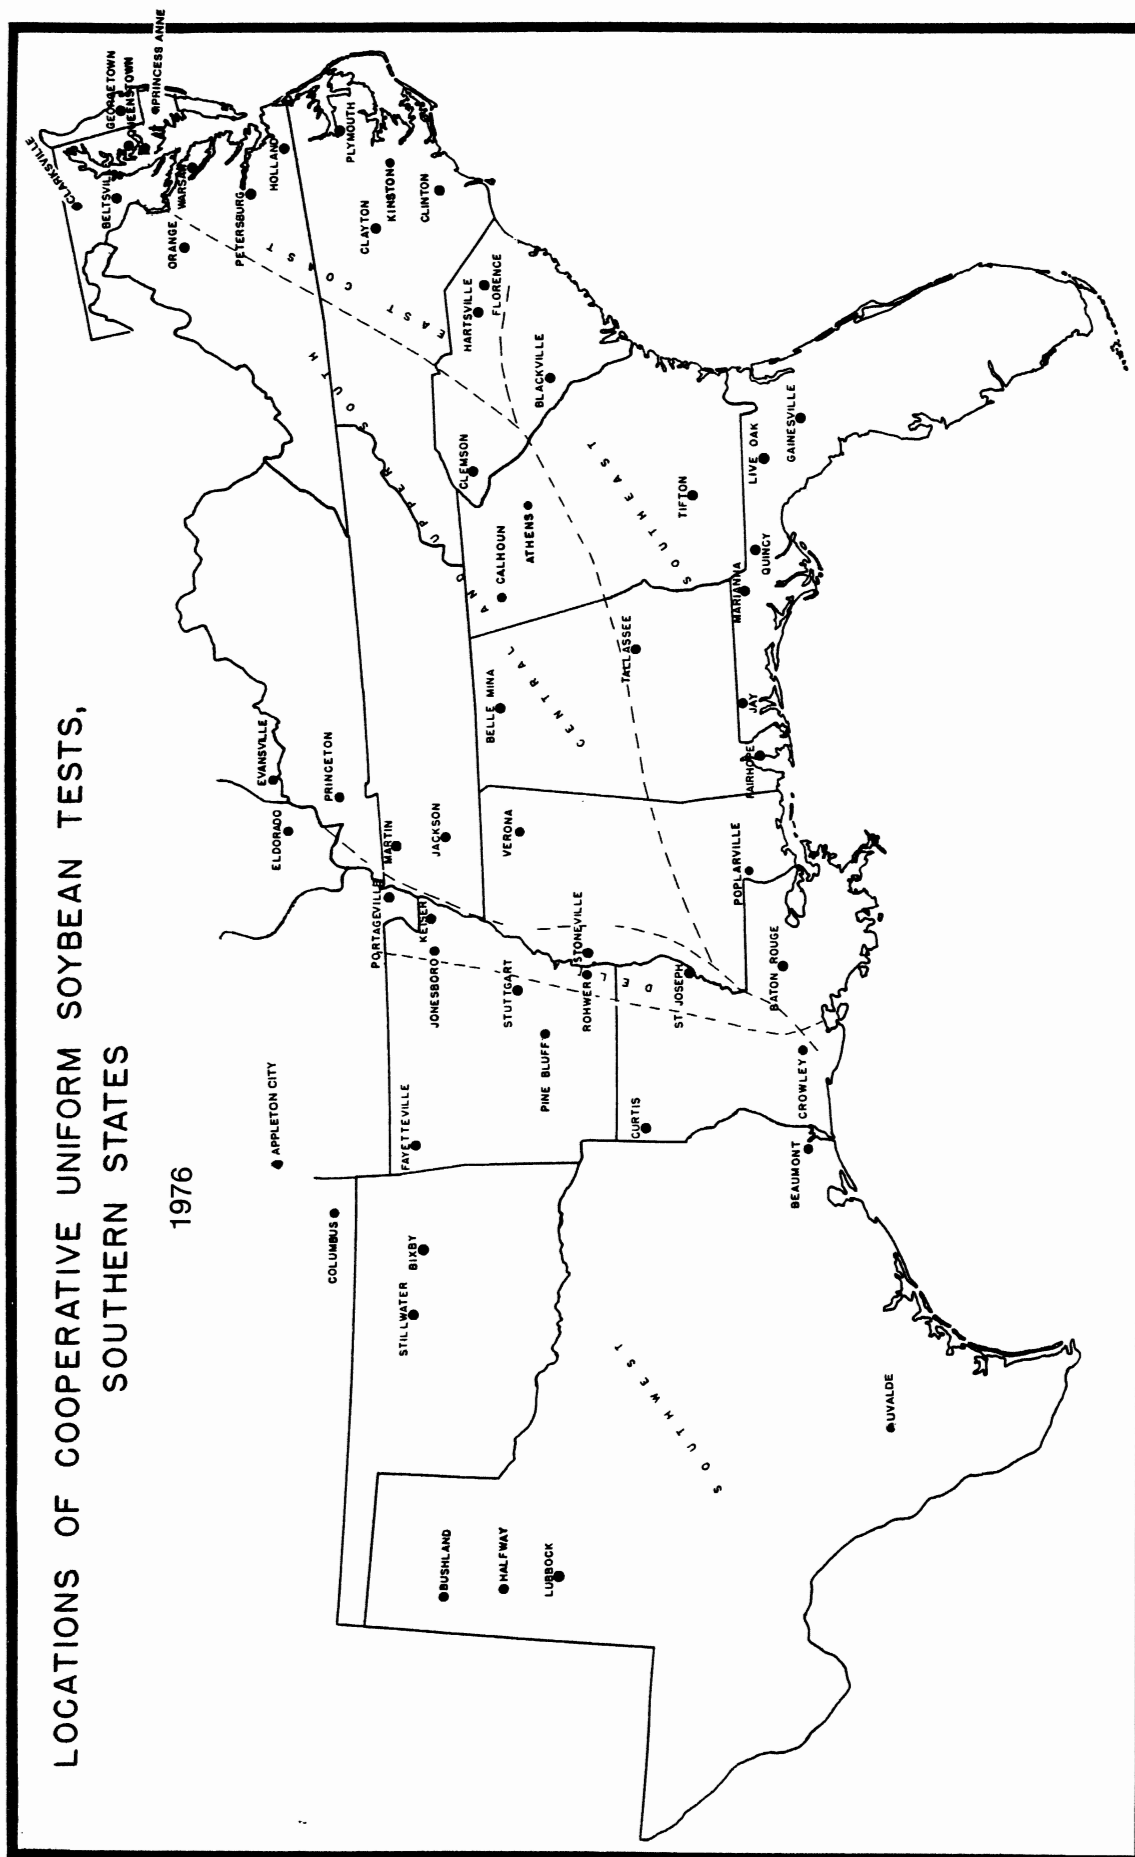 LOCATIONS OF COOPERATIVE UNIFORM SOYBEAN TESTS,
SOUTHERN STATES
1976
CLARKSVILLE
GEORGETOWN
QUEENSTOWN
PRINCESS ANNE
BELTSVILLE
ORANGE
WARSAW
PETERSBURG
HOLLAND
PLYMOUTH
KINSTON
CLAYTON
CLINTON
EAST COAST
HARTSVILLE
FLORENCE
BLACKVILLE
CLEMSON
UPPER SOUTH
AND
CENTRAL
CALHOUN
ATHENS
SOUTHEAST
TIFTON
LIVE OAK
GAINESVILLE
QUINCY
MARIANNA
TALLASSEE
BELLE MINA
JAY
FAIRHOPE
EVANSVILLE
ELDORADO
PRINCETON
MARTIN
JACKSON
VERONA
POPLARVILLE
PORTAGEVILLE
KEISER
JONESBORO
STUTTGART
STONEVILLE
ROHWER
PINE BLUFF
DEL
ST JOSEPH
BATON ROUGE
CROWLEY
CURTIS
BEAUMONT
APPLETON CITY
FAYETTEVILLE
COLUMBUS
BIXBY
STILLWATER
SOUTHWEST
UVALDE
BUSHLAND
HALFWAY
LUBBOCK